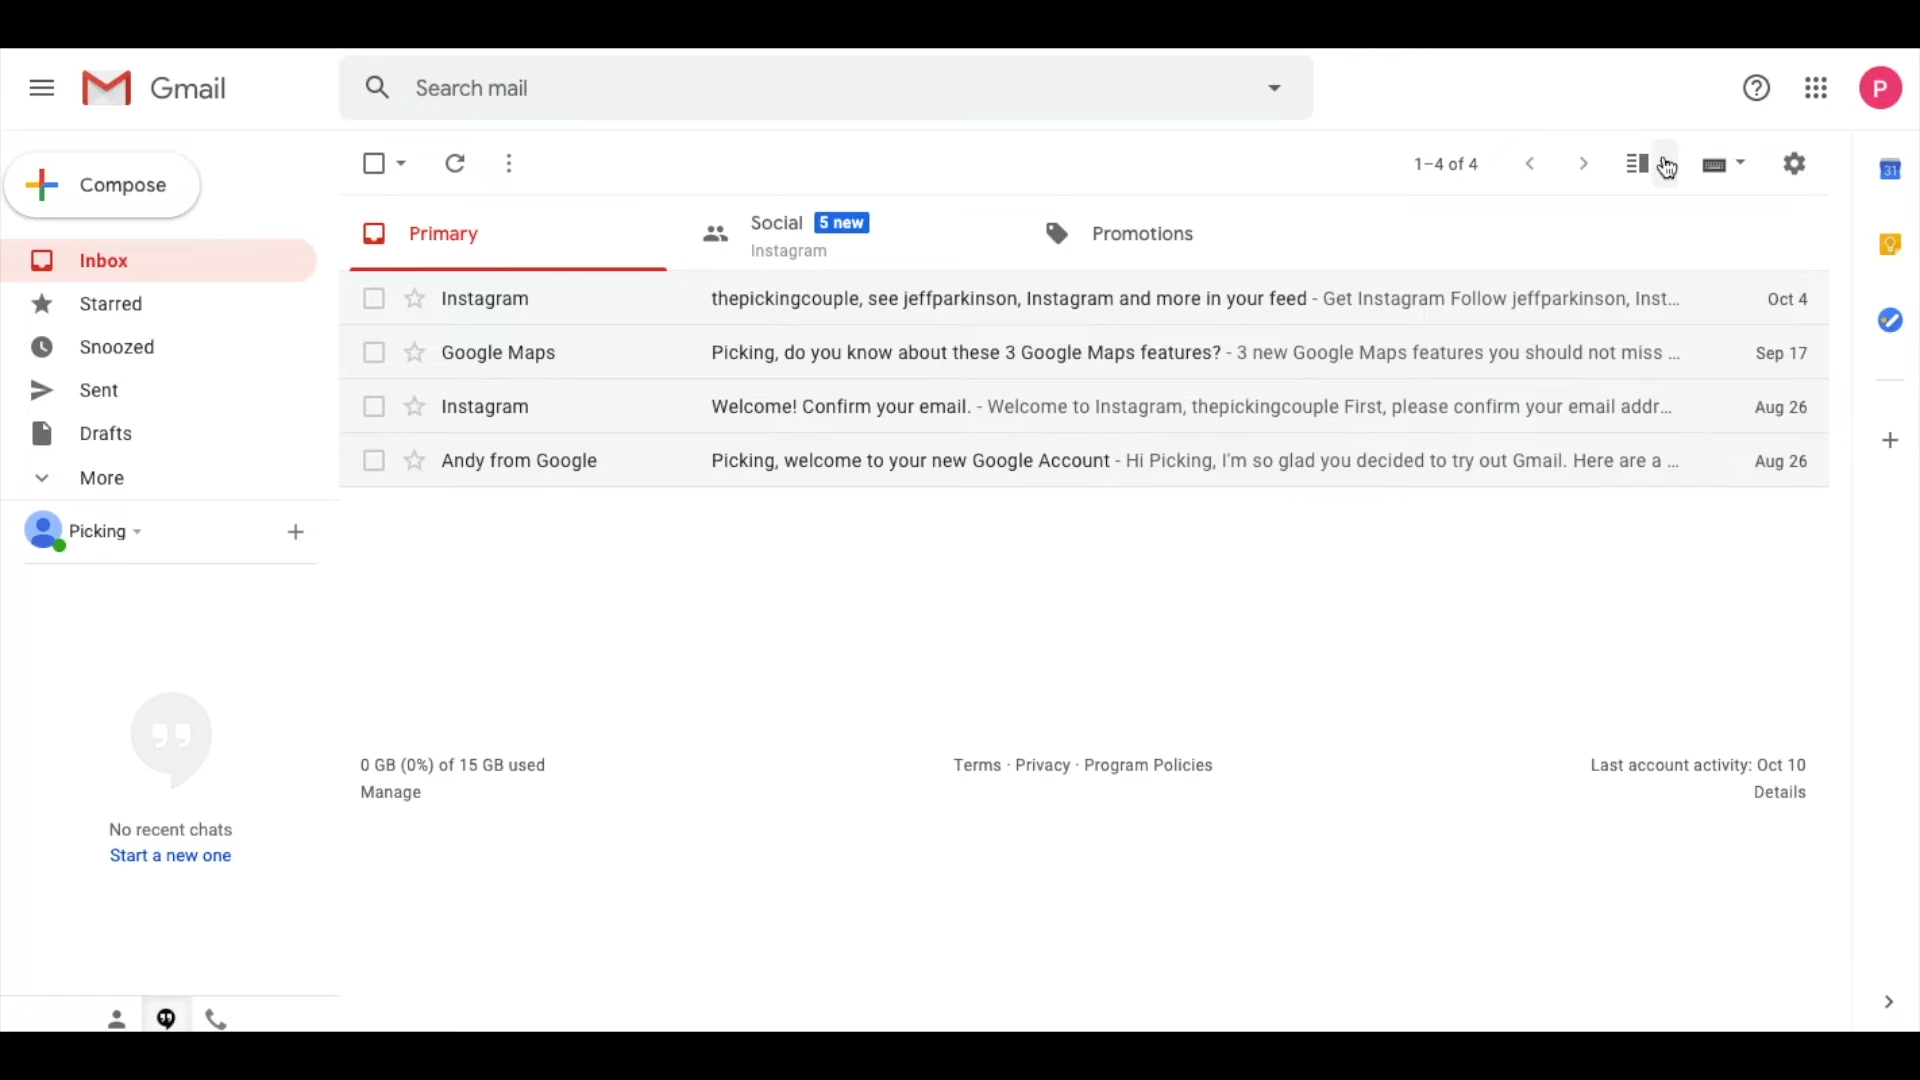 Gmail
Search mail
P
Compose
1–4 of 4
31
Primary
Social 5 new
Instagram
Promotions
Inbox
Starred
Snoozed
Sent
Drafts
More
Instagram thepickingcouple, see jeffparkinson, Instagram and more in your feed - Get Instagram Follow jeffparkinson, Inst... Oct 4
Google Maps Picking, do you know about these 3 Google Maps features? - 3 new Google Maps features you should not miss ... Sep 17
Instagram Welcome! Confirm your email. - Welcome to Instagram, thepickingcouple First, please confirm your email addr... Aug 26
Andy from Google Picking, welcome to your new Google Account - Hi Picking, I'm so glad you decided to try out Gmail. Here are a ... Aug 26
Picking
0 GB (0%) of 15 GB used
Manage
Terms · Privacy · Program Policies
Last account activity: Oct 10
Details
No recent chats
Start a new one